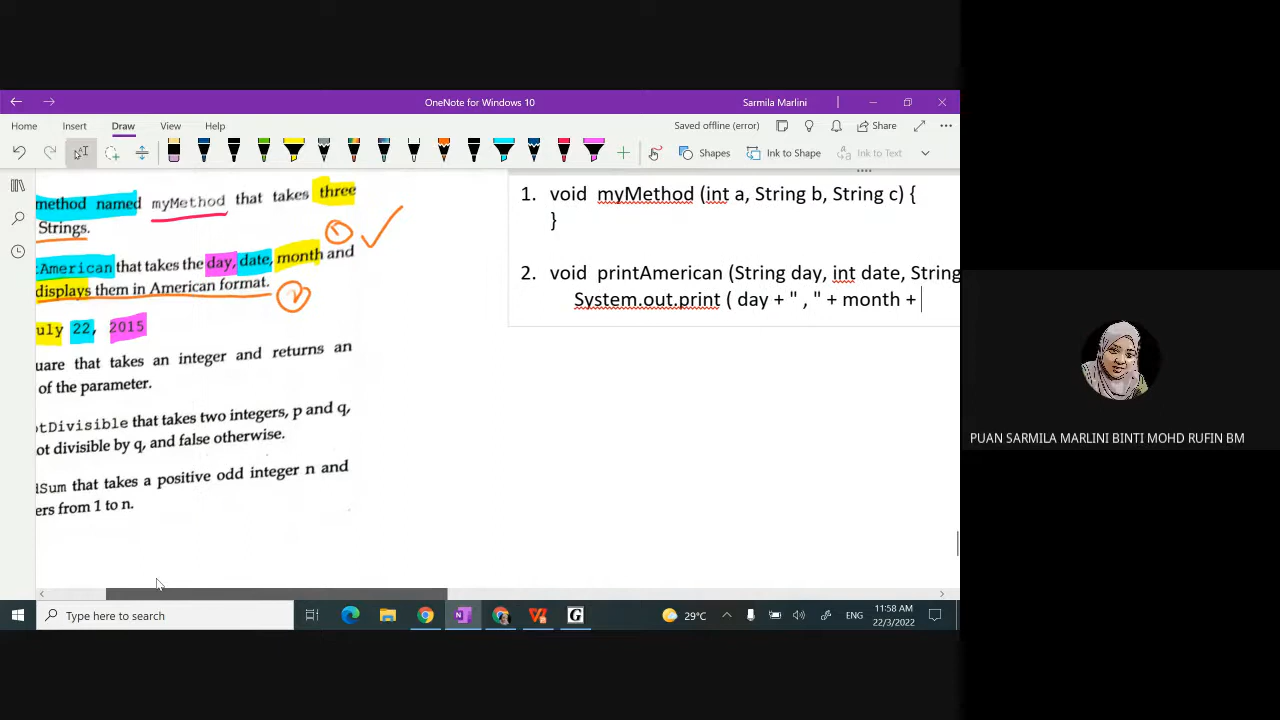 OneNote for Windows 10
Sarmila Marlini
Home
Insert
Draw
View
Help
Saved offline (error)
Share
Shapes
Ink to Shape
Ink to Text
method named myMethod that takes three
Strings.
tAmerican that takes the day, date, month and
displays them in American format.
uly 22, 2015
uare that takes an integer and returns an
of the parameter.
otDivisible that takes two integers, p and q,
ot divisible by q, and false otherwise.
dSum that takes a positive odd integer n and
ers from 1 to n.
1. void myMethod (int a, String b, String c) {
}
2. void printAmerican (String day, int date, String
System.out.print ( day + " , " + month +
PUAN SARMILA MARLINI BINTI MOHD RUFIN BM
Type here to search
29°C
ENG
11:58 AM
22/3/2022